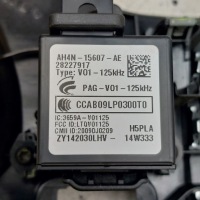 AH4N-15607-AE
28227917
Type: V01-125kHz
PAG-V01-125kHz
CCAB09LP0300T0
IC:3659A-V01125
FCC ID:LTQV01125
CMII ID:2009DJ0209
H5PLA
ZY142030LHV - 14W333